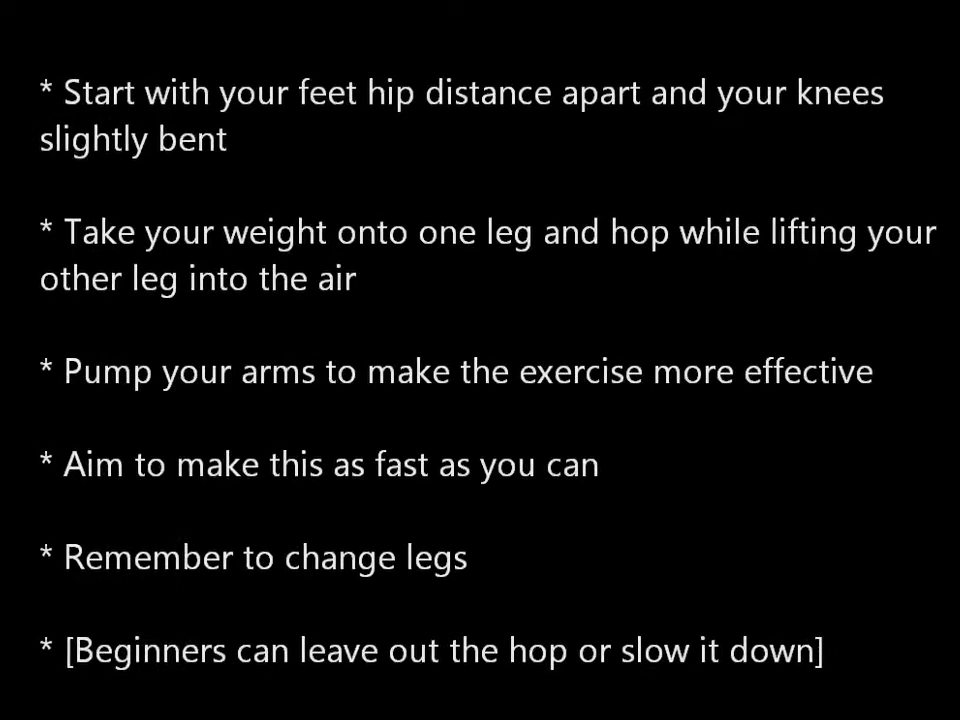 * Start with your feet hip distance apart and your knees
slightly bent
* Take your weight onto one leg and hop while lifting your
other leg into the air
* Pump your arms to make the exercise more effective
* Aim to make this as fast as you can
* Remember to change legs
* [Beginners can leave out the hop or slow it down]